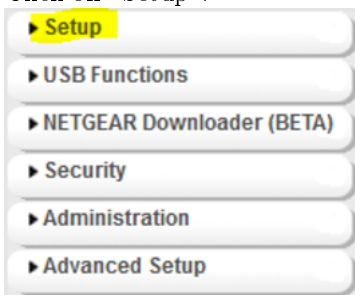 Setup
USB Functions
NETGEAR Downloader (BETA)
Security
Administration
Advanced Setup